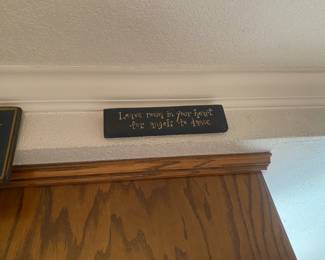 Leave room in your heart
for angels to dance